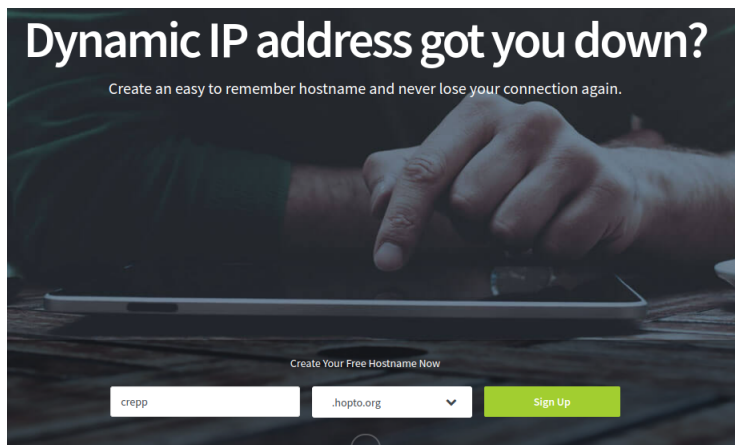 Dynamic IP address got you down?
Create an easy to remember hostname and never lose your connection again.
Create Your Free Hostname Now
crepp .hopto.org Sign Up